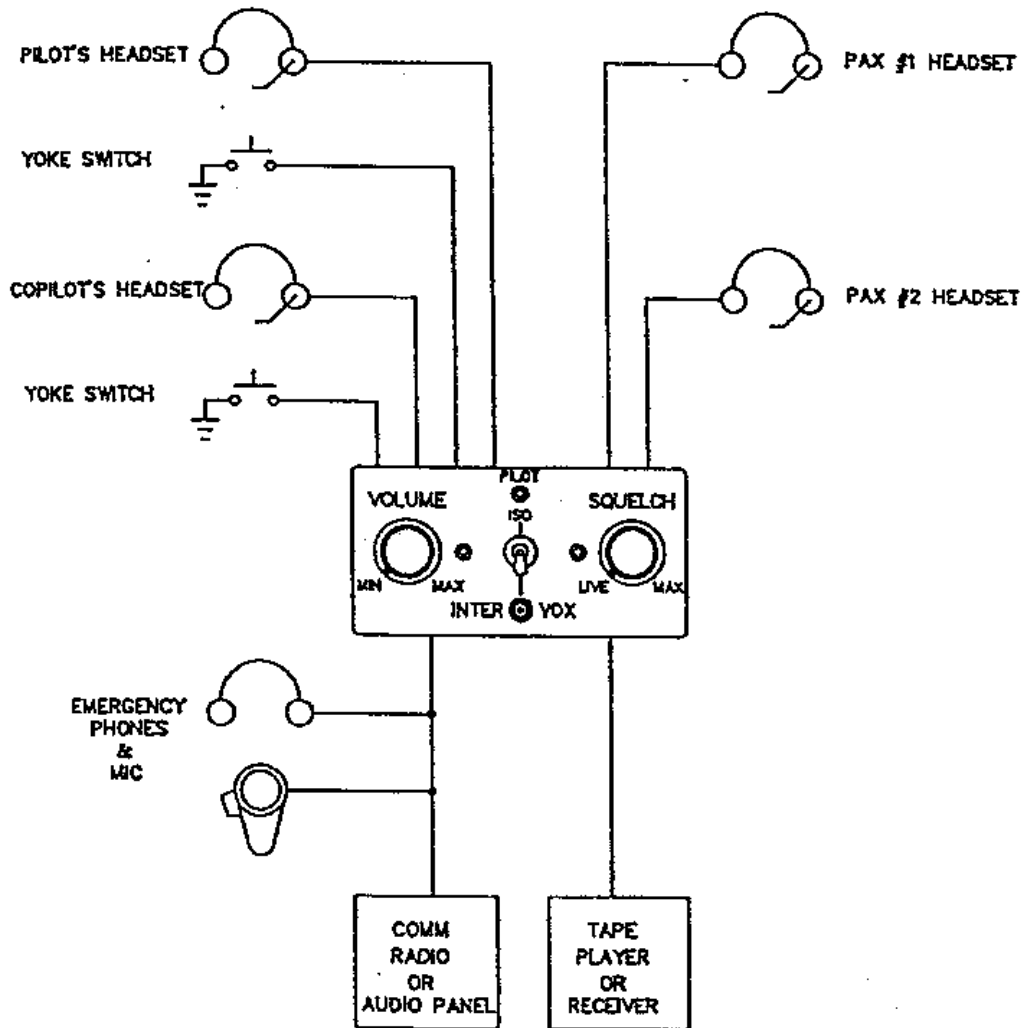 PILOT'S HEADSET
PAX #1 HEADSET
YOKE SWITCH
COPILOT'S HEADSET
PAX #2 HEADSET
YOKE SWITCH
PILOT
VOLUME
ISO
SQUELCH
MIN
MAX
LIVE
MAX
INTER
VOX
EMERGENCY
PHONES
&
MIC
COMM
RADIO
OR
AUDIO PANEL
TAPE
PLAYER
OR
RECEIVER